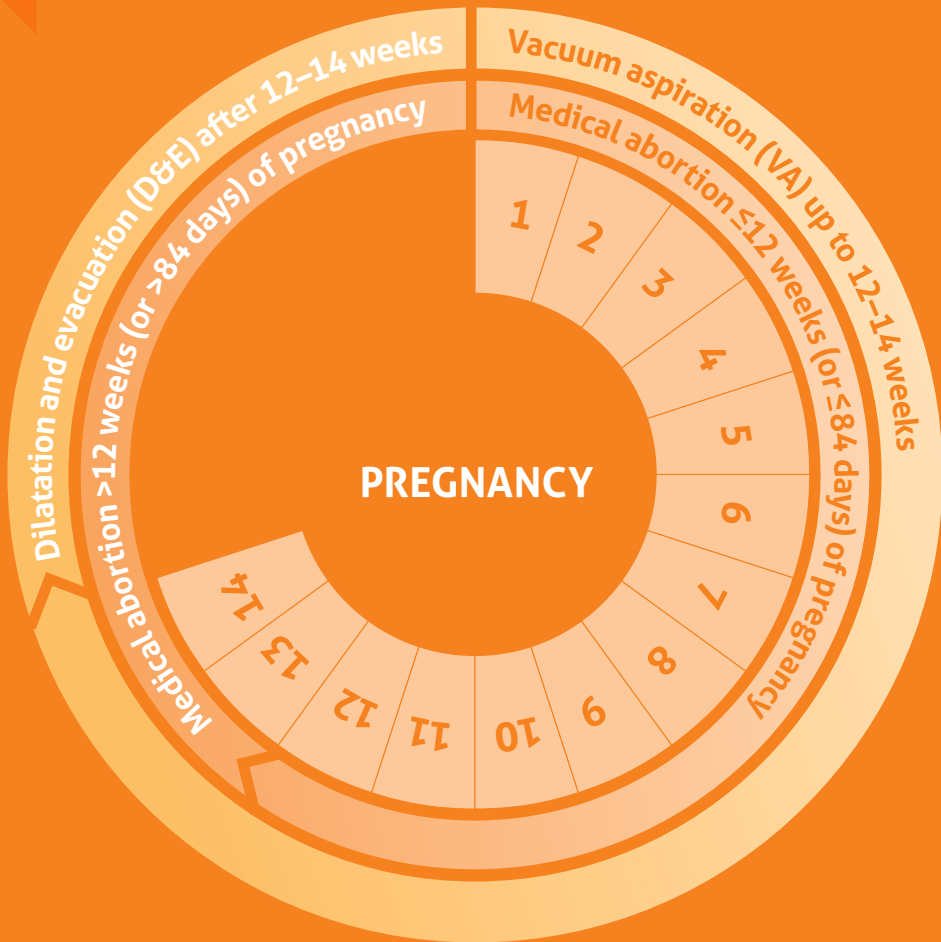 Dilatation and evacuation (D&E) after 12–14 weeks
Vacuum aspiration (VA) up to 12–14 weeks
Medical abortion >12 weeks (or >84 days) of pregnancy
Medical abortion ≤12 weeks (or ≤84 days) of pregnancy
1
2
3
4
5
6
7
8
9
10
11
12
13
14
PREGNANCY